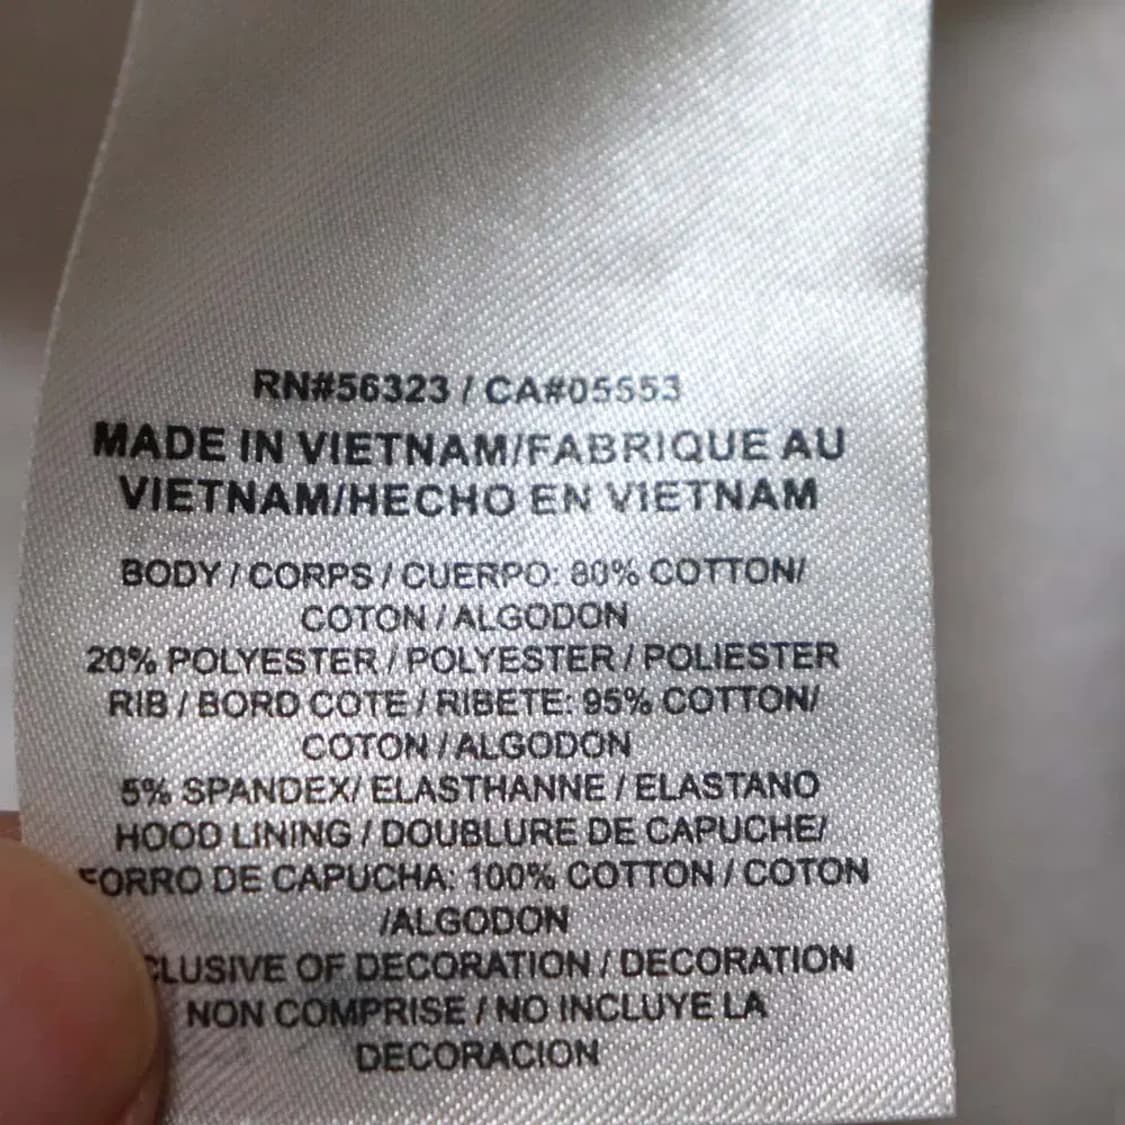 RN#56323 / CA#05553
MADE IN VIETNAM/FABRIQUE AU
VIETNAM/HECHO EN VIETNAM
BODY / CORPS / CUERPO: 80% COTTON/
COTON / ALGODON
20% POLYESTER / POLYESTER / POLIESTER
RIB / BORD COTE / RIBETE: 95% COTTON/
COTON / ALGODON
5% SPANDEX/ ELASTHANNE / ELASTANO
HOOD LINING / DOUBLURE DE CAPUCHE/
FORRO DE CAPUCHA: 100% COTTON / COTON
/ALGODON
CLUSIVE OF DECORATION / DECORATION
NON COMPRISE / NO INCLUYE LA
DECORACION